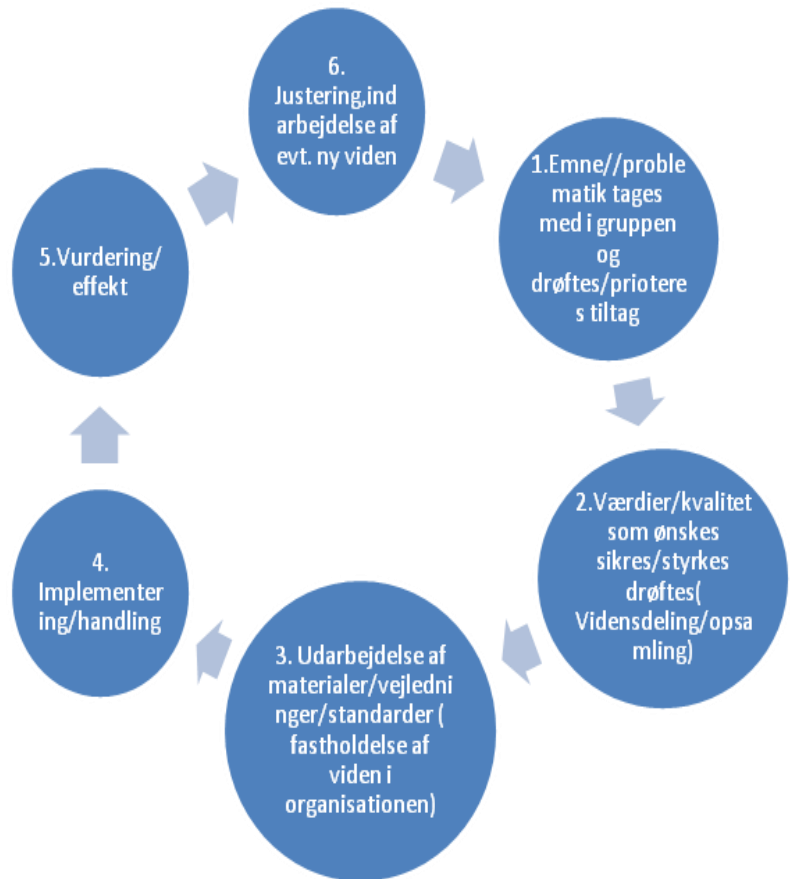 1.Emne//proble
matik tages
med i gruppen
og
drøftes/priotere
s tiltag
2.Værdier/kvalitet
som ønskes
sikres/styrkes
drøftes(
Vidensdeling/opsa
mling)
3. Udarbejdelse af
materialer/vejledni
nger/standarder (
fastholdelse af
viden i
organisationen)
4.
Implementer
ing/handling
5.Vurdering/
effekt
6.
Justering,ind
arbejdelse af
evt. ny viden